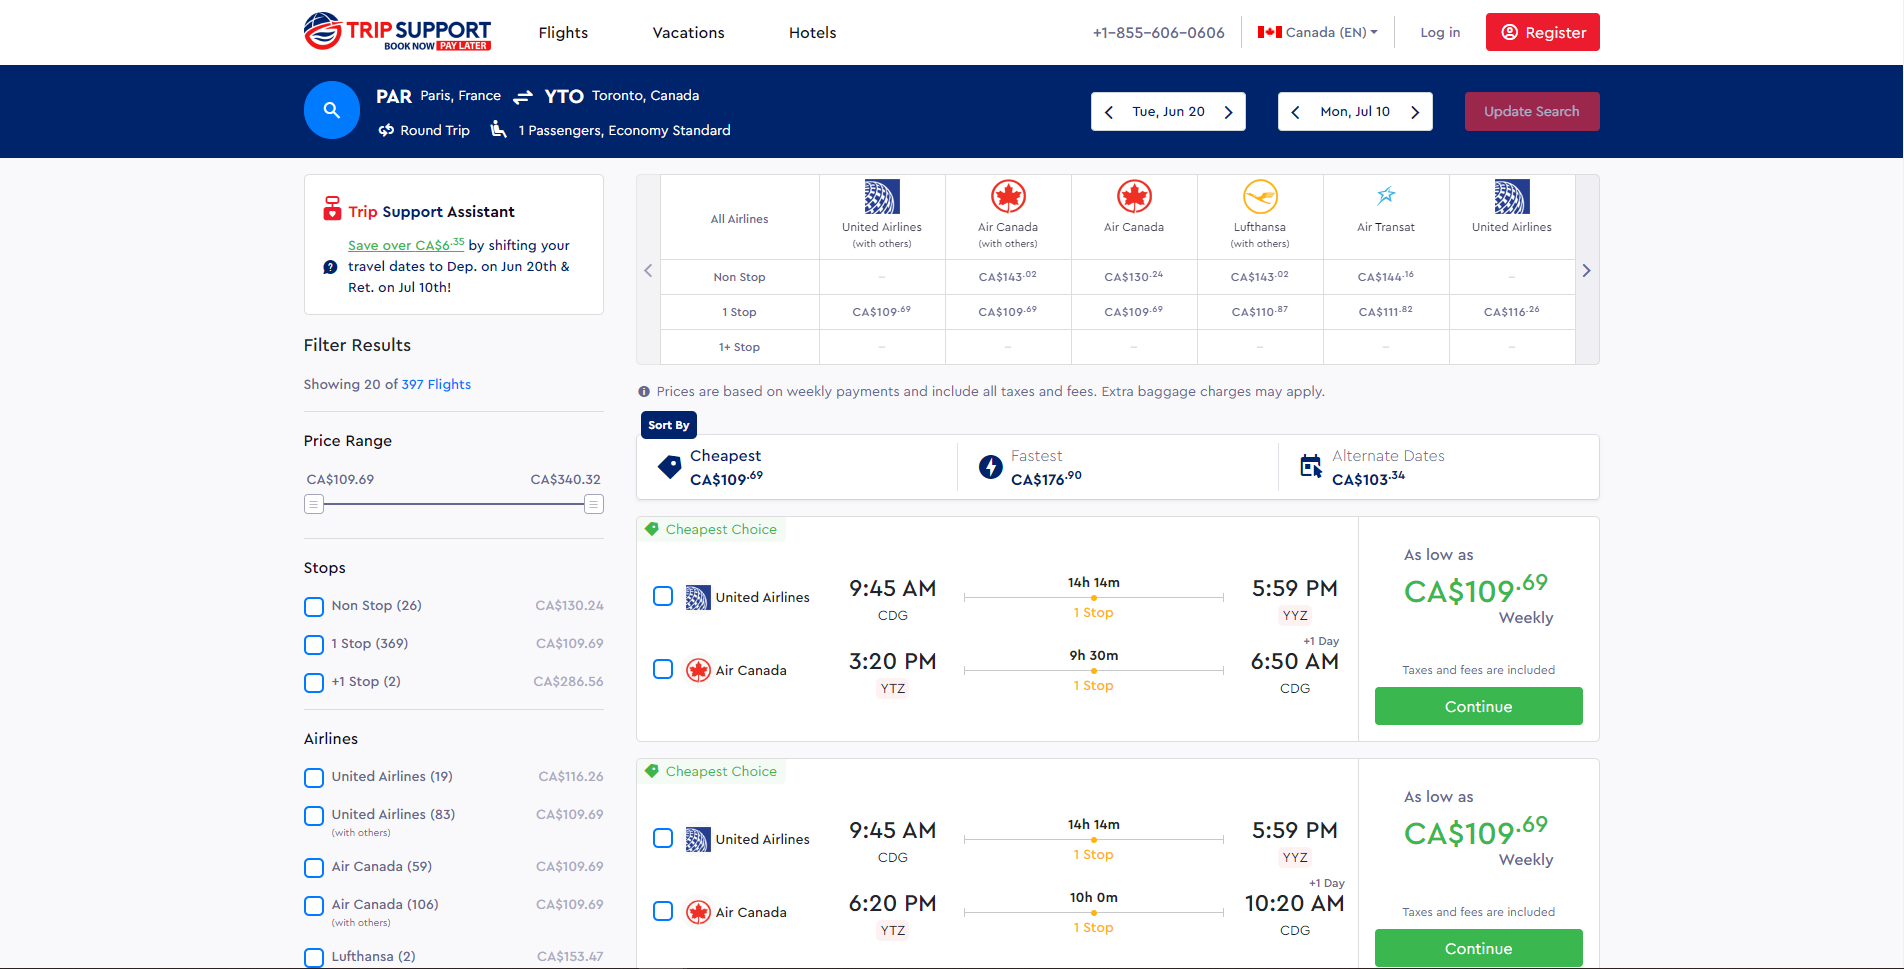 TRIP SUPPORT
BOOK NOW PAY LATER
Flights
Vacations
Hotels
+1-855-606-0606
Canada (EN)
Log in
Register
PAR Paris, France YTO Toronto, Canada
Round Trip 1 Passengers, Economy Standard
Tue, Jun 20
Mon, Jul 10
Update Search
Trip Support Assistant
Save over CA$6.35 by shifting your
travel dates to Dep. on Jun 20th &
Ret. on Jul 10th!
Filter Results
Showing 20 of 397 Flights
Price Range
CA$109.69 CA$340.32
Stops
Non Stop (26) CA$130.24
1 Stop (369) CA$109.69
+1 Stop (2) CA$286.56
Airlines
United Airlines (19) CA$116.26
United Airlines (83) CA$109.69
(with others)
Air Canada (59) CA$109.69
Air Canada (106) CA$109.69
(with others)
Lufthansa (2) CA$153.47
All Airlines
United Airlines
(with others)
Air Canada
(with others)
Air Canada
Lufthansa
(with others)
Air Transat
United Airlines
Non Stop – CA$143.02 CA$130.24 CA$143.02 CA$144.16 –
1 Stop CA$109.69 CA$109.69 CA$109.69 CA$110.87 CA$111.82 CA$116.26
1+ Stop – – – – – –
Prices are based on weekly payments and include all taxes and fees. Extra baggage charges may apply.
Sort By
Cheapest
CA$109.69
Fastest
CA$176.90
Alternate Dates
CA$103.34
Cheapest Choice
United Airlines
9:45 AM
CDG
14h 14m
1 Stop
5:59 PM
YYZ
Air Canada
3:20 PM
YTZ
9h 30m
1 Stop
+1 Day
6:50 AM
CDG
As low as
CA$109.69
Weekly
Taxes and fees are included
Continue
Cheapest Choice
United Airlines
9:45 AM
CDG
14h 14m
1 Stop
5:59 PM
YYZ
Air Canada
6:20 PM
YTZ
10h 0m
1 Stop
+1 Day
10:20 AM
CDG
As low as
CA$109.69
Weekly
Taxes and fees are included
Continue